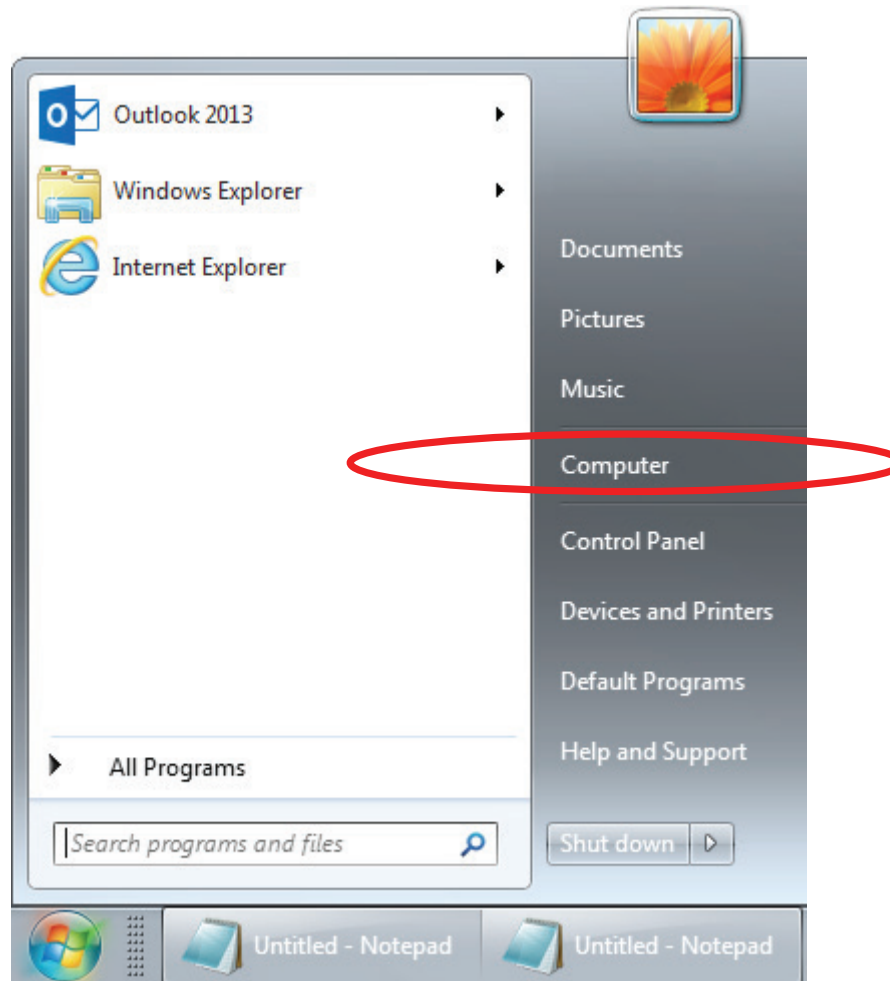 Outlook 2013
Windows Explorer
Internet Explorer
All Programs
Search programs and files
Documents
Pictures
Music
Computer
Control Panel
Devices and Printers
Default Programs
Help and Support
Shut down
Untitled - Notepad
Untitled - Notepad